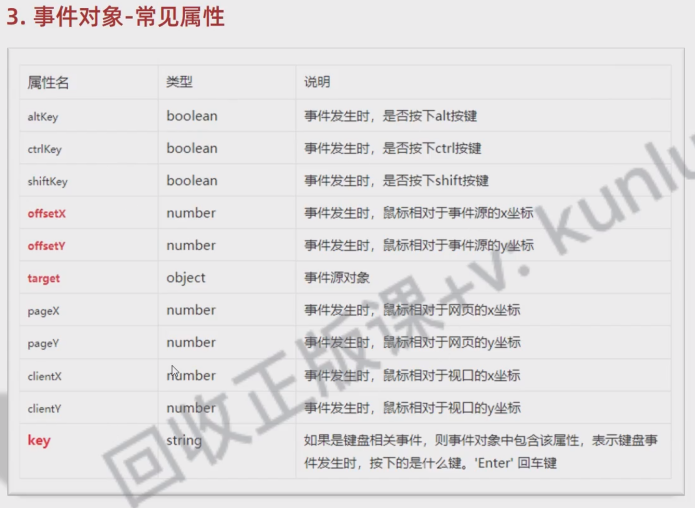 3. 事件对象-常见属性
属性名 类型 说明
altKey boolean 事件发生时，是否按下alt按键
ctrlKey boolean 事件发生时，是否按下ctrl按键
shiftKey boolean 事件发生时，是否按下shift按键
offsetX number 事件发生时，鼠标相对于事件源的x坐标
offsetY number 事件发生时，鼠标相对于事件源的y坐标
target object 事件源对象
pageX number 事件发生时，鼠标相对于网页的x坐标
pageY number 事件发生时，鼠标相对于网页的y坐标
clientX number 事件发生时，鼠标相对于视口的x坐标
clientY number 事件发生时，鼠标相对于视口的y坐标
key string 如果是键盘相关事件，则事件对象中包含该属性，表示键盘事
件发生时，按下的是什么键。'Enter' 回车键
回收正版课+v: kunlu